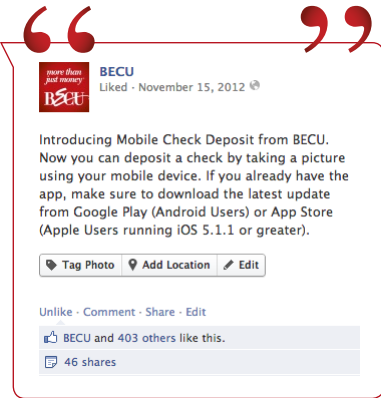 “ ”
more than
just money
BECU
BECU
Liked · November 15, 2012
Introducing Mobile Check Deposit from BECU.
Now you can deposit a check by taking a picture
using your mobile device. If you already have the
app, make sure to download the latest update
from Google Play (Android Users) or App Store
(Apple Users running iOS 5.1.1 or greater).
Tag Photo Add Location Edit
Unlike · Comment · Share · Edit
BECU and 403 others like this.
46 shares